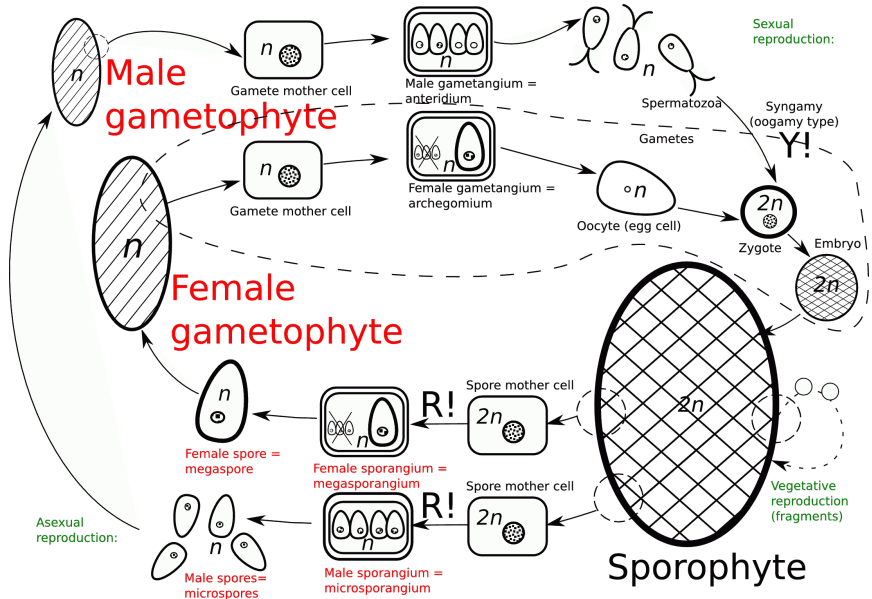 Sexual
reproduction:
n
Male
gametophyte
n
Gamete mother cell
n
Male gametangium =
anteridium
n
Spermatozoa
Syngamy
(oogamy type)
Y!
Gametes
n
Female
gametophyte
n
Gamete mother cell
n
Female gametangium =
archegomium
n
Oocyte (egg cell)
2n
Zygote
Embryo
2n
2n
Sporophyte
Vegetative
reproduction
(fragments)
Spore mother cell
2n
R!
n
Female sporangium =
megasporangium
n
Female spore =
megaspore
Spore mother cell
2n
R!
n
Male sporangium =
microsporangium
n
Male spores=
microspores
Asexual
reproduction: